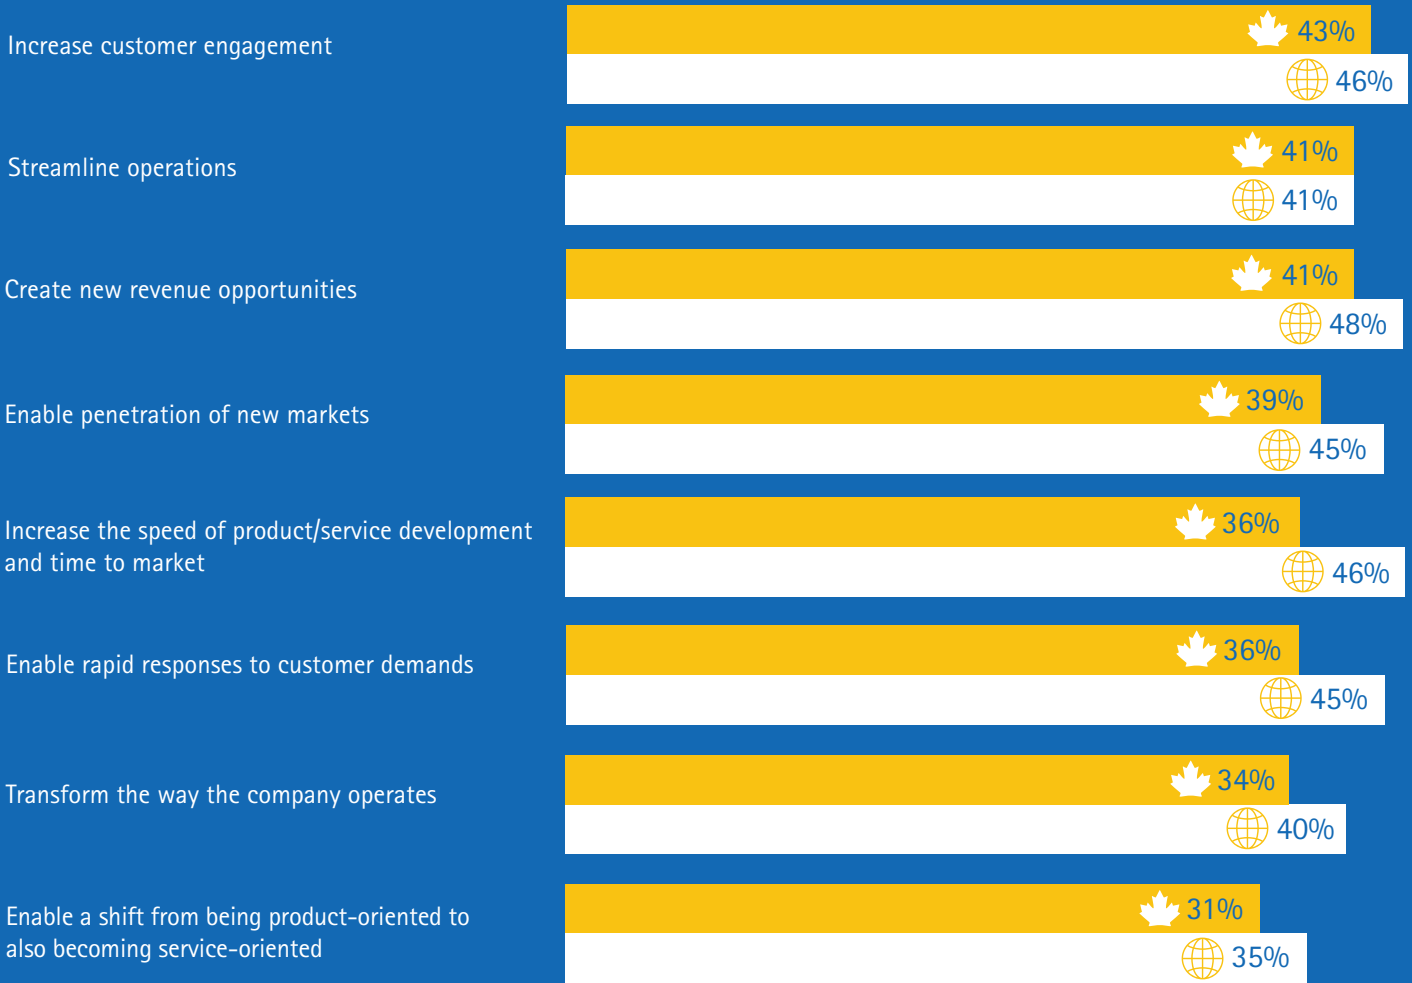 Increase customer engagement
43%
46%
Streamline operations
41%
41%
Create new revenue opportunities
41%
48%
Enable penetration of new markets
39%
45%
Increase the speed of product/service development
and time to market
36%
46%
Enable rapid responses to customer demands
36%
45%
Transform the way the company operates
34%
40%
Enable a shift from being product-oriented to
also becoming service-oriented
31%
35%